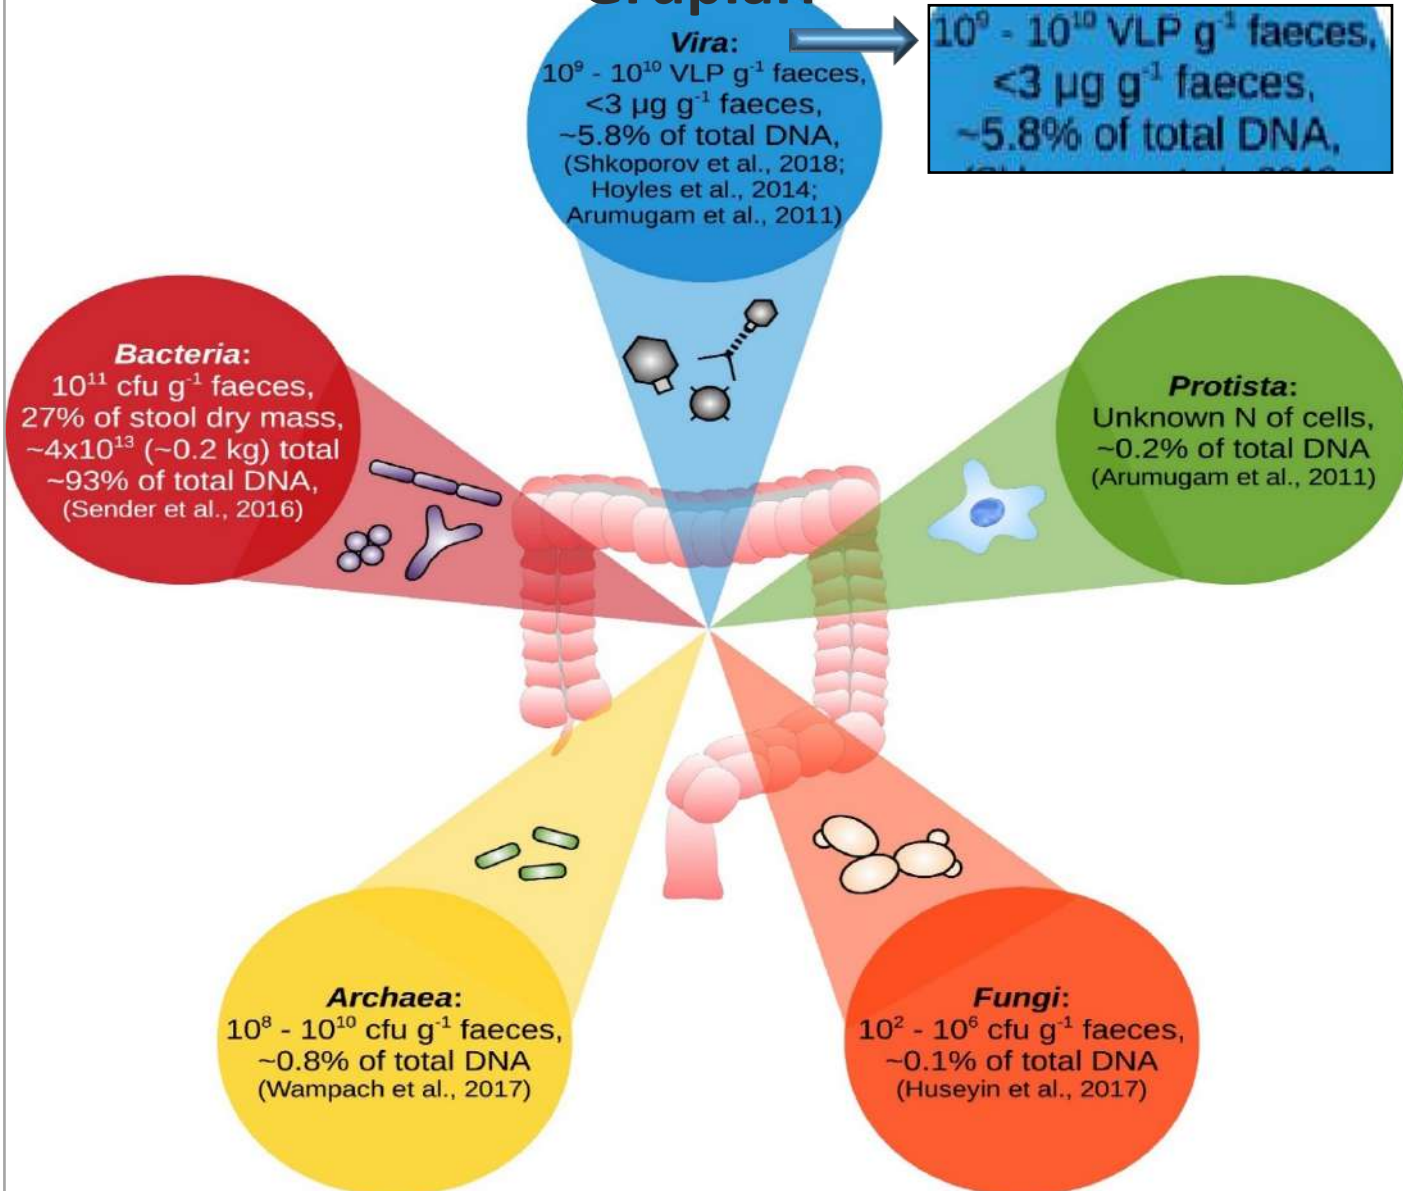 Vira:
10⁹ - 10¹⁰ VLP g⁻¹ faeces,
<3 µg g⁻¹ faeces,
~5.8% of total DNA,
(Shkoporov et al., 2018;
Hoyles et al., 2014;
Arumugam et al., 2011)
10⁹ - 10¹⁰ VLP g⁻¹ faeces,
<3 µg g⁻¹ faeces,
~5.8% of total DNA,
Bacteria:
10¹¹ cfu g⁻¹ faeces,
27% of stool dry mass,
~4x10¹³ (~0.2 kg) total
~93% of total DNA,
(Sender et al., 2016)
Protista:
Unknown N of cells,
~0.2% of total DNA
(Arumugam et al., 2011)
Archaea:
10⁸ - 10¹⁰ cfu g⁻¹ faeces,
~0.8% of total DNA
(Wampach et al., 2017)
Fungi:
10² - 10⁶ cfu g⁻¹ faeces,
~0.1% of total DNA
(Huseyin et al., 2017)